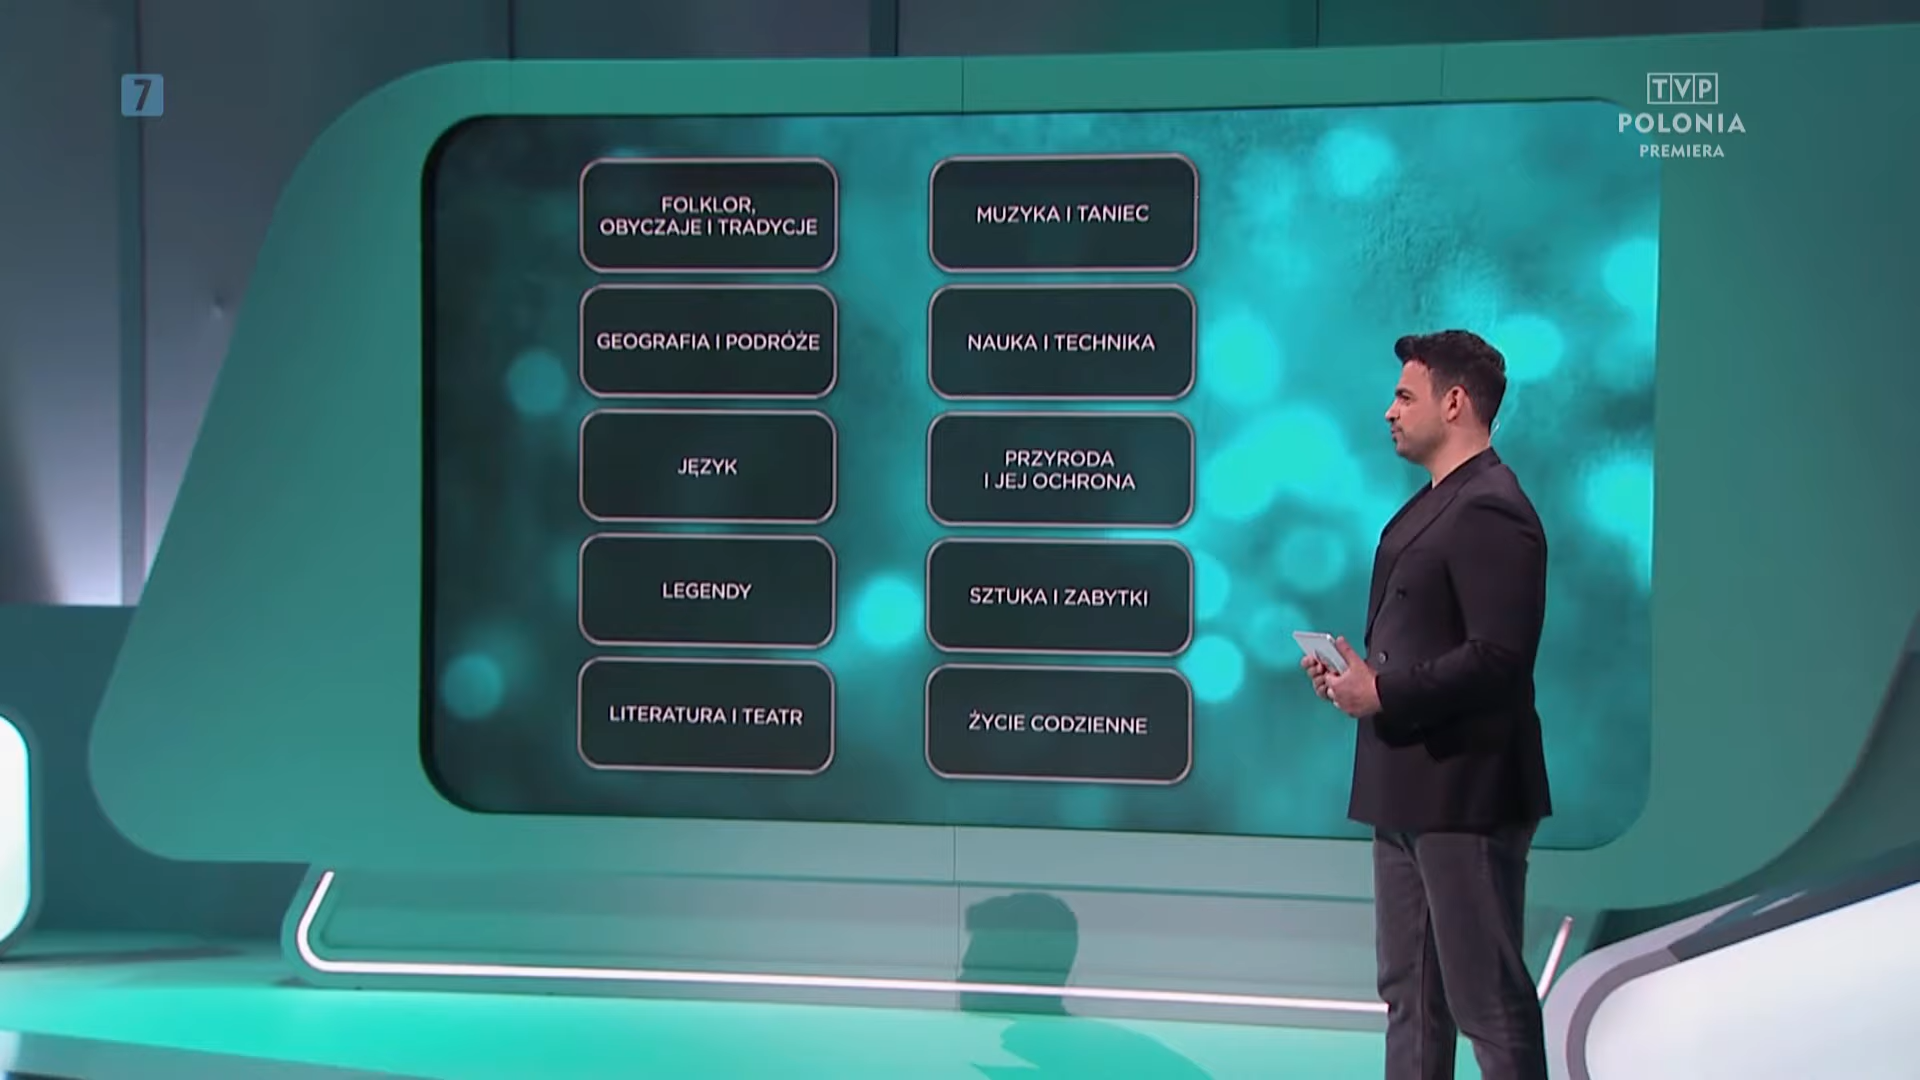 7
TVP
POLONIA
PREMIERA
FOLKLOR,
OBYCZAJE I TRADYCJE
GEOGRAFIA I PODRÓŻE
JĘZYK
LEGENDY
LITERATURA I TEATR
MUZYKA I TANIEC
NAUKA I TECHNIKA
PRZYRODA
I JEJ OCHRONA
SZTUKA I ZABYTKI
ŻYCIE CODZIENNE